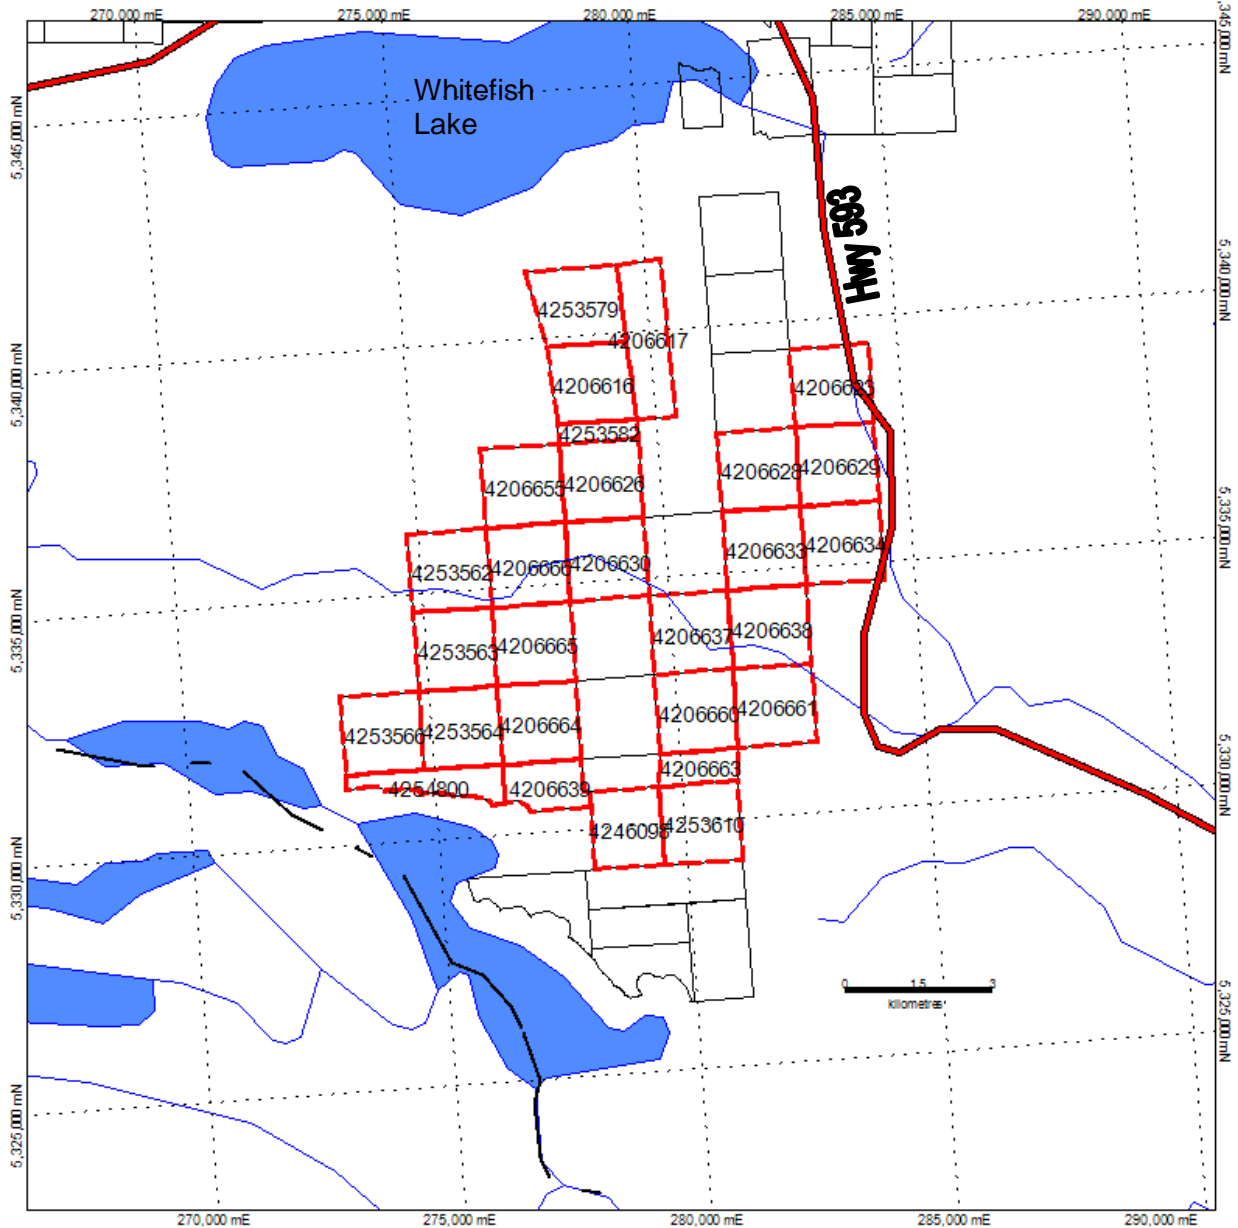 270,000 mE
275,000 mE
280,000 mE
285,000 mE
290,000 mE
5,345,000 mN
5,345,000 mN
Whitefish
Lake
Hwy 593
5,340,000 mN
4253579
4206617
4206616
4206623
5,340,000 mN
4253582
4206655
4206626
4206628
4206629
5,335,000 mN
4253562
4206666
4206630
4206633
4206634
5,335,000 mN
4253563
4206665
4206637
4206638
4253566
4253564
4206664
4206660
4206661
5,330,000 mN
4254800
4206639
4206663
4246098
4253610
5,330,000 mN
0 1.5 3
kilometres
5,325,000 mN
5,325,000 mN
270,000 mE
275,000 mE
280,000 mE
285,000 mE
290,000 mE